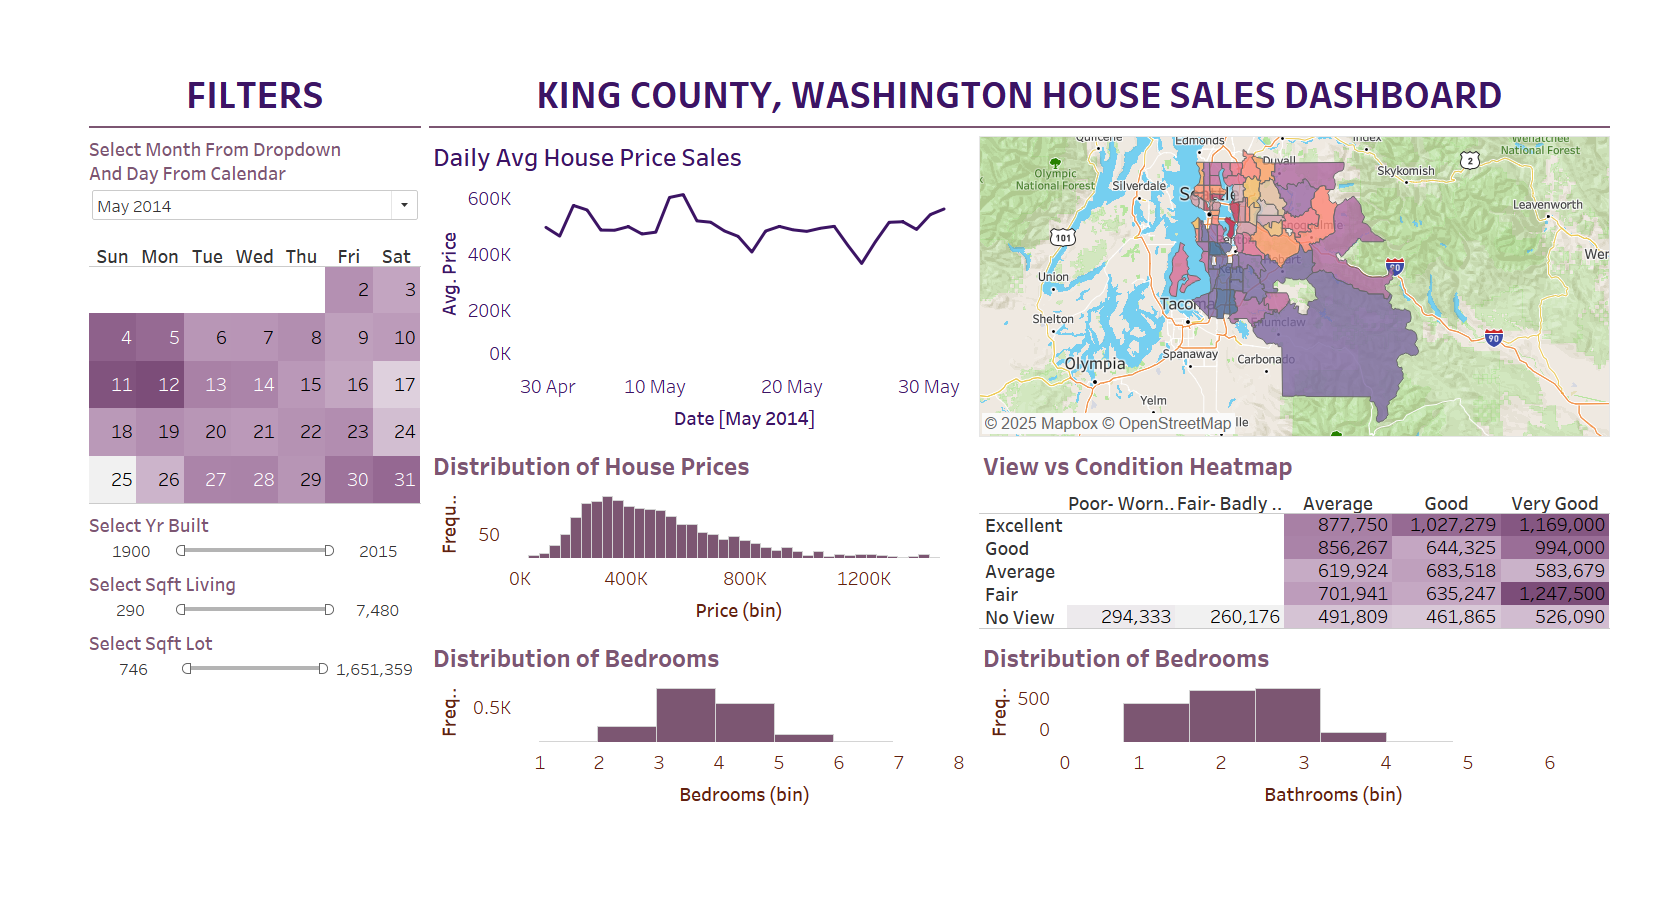 FILTERS
KING COUNTY, WASHINGTON HOUSE SALES DASHBOARD
Select Month From Dropdown
And Day From Calendar
May 2014
Sun Mon Tue Wed Thu Fri Sat
2 3
4 5 6 7 8 9 10
11 12 13 14 15 16 17
18 19 20 21 22 23 24
25 26 27 28 29 30 31
Select Yr Built
1900 2015
Select Sqft Living
290 7,480
Select Sqft Lot
746 1,651,359
Daily Avg House Price Sales
Avg. Price
600K
400K
200K
0K
30 Apr 10 May 20 May 30 May
Date [May 2014]
Edmonds
Duvall
Index
Wenatchee
National Forest
Olympic
National Forest
2
Skykomish
Silverdale
Leavenworth
101
90
Union
Kent
Tacoma
Shelton
Enumclaw
90
Spanaway
Carbonado
Olympia
Yelm
© 2025 Mapbox © OpenStreetMap
Distribution of House Prices
Frequ..
50
0K 400K 800K 1200K
Price (bin)
View vs Condition Heatmap
Poor- Worn.. Fair- Badly .. Average Good Very Good
Excellent 877,750 1,027,279 1,169,000
Good 856,267 644,325 994,000
Average 619,924 683,518 583,679
Fair 701,941 635,247 1,247,500
No View 294,333 260,176 491,809 461,865 526,090
Distribution of Bedrooms
Freq..
0.5K
1 2 3 4 5 6 7 8
Bedrooms (bin)
Distribution of Bedrooms
Freq..
500
0
0 1 2 3 4 5 6
Bathrooms (bin)